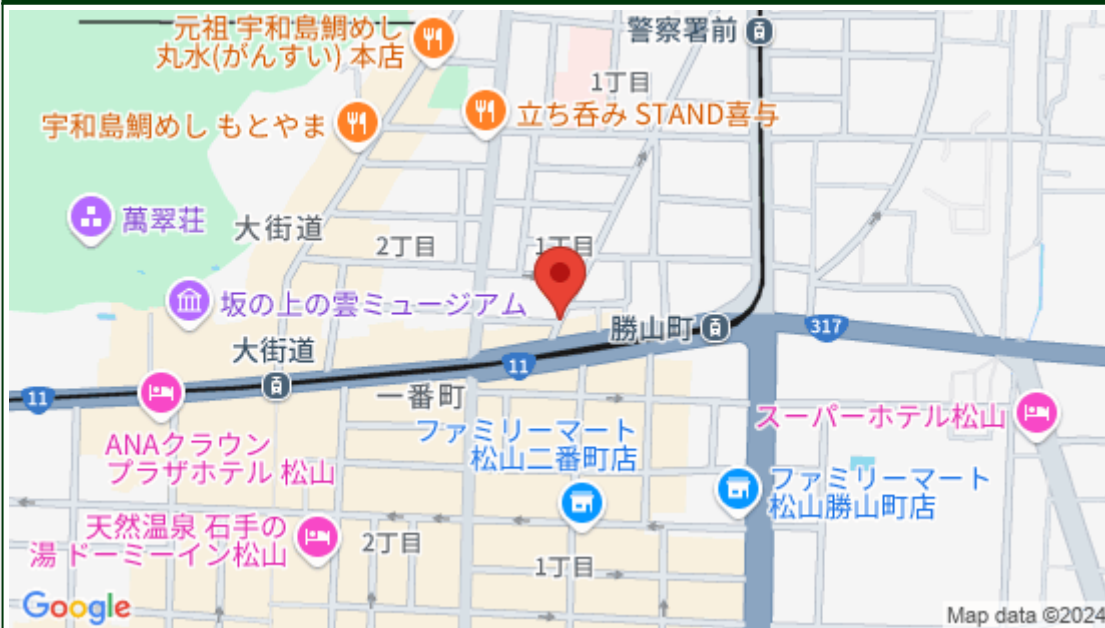 元祖 宇和島鯛めし
丸水(がんすい) 本店
警察署前
1丁目
立ち呑み STAND喜与
宇和島鯛めし もとやま
萬翠荘
大街道
2丁目
1丁目
坂の上の雲ミュージアム
勝山町
317
大街道
11
11
一番町
ANAクラウン
プラザホテル 松山
ファミリーマート
松山二番町店
スーパーホテル松山
ファミリーマート
松山勝山町店
天然温泉 石手の
湯 ドーミーイン松山
2丁目
1丁目
Google
Map data ©2024